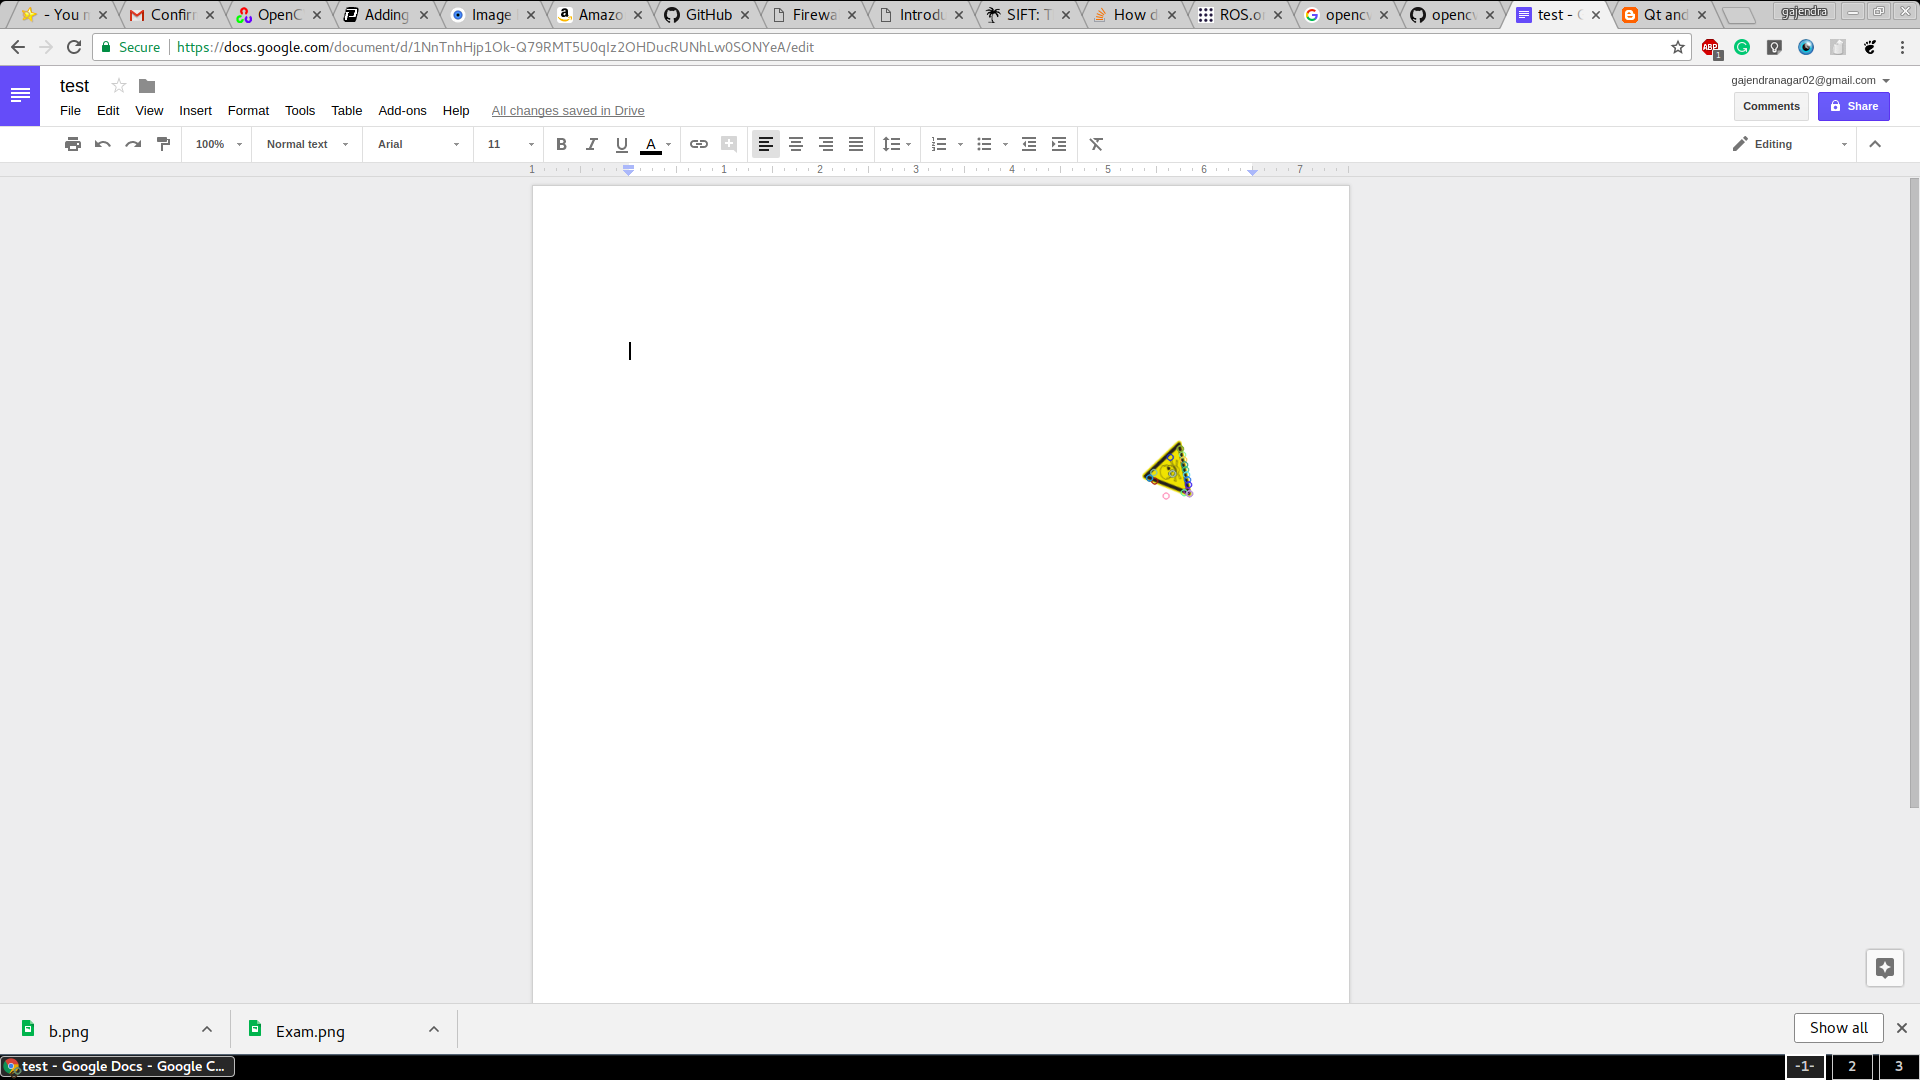 - You n
Confirm
OpenC
Adding
Image
Amazo
GitHub
Firewa
Introdu
SIFT: T
How d
ROS.o
opencv
opencv
test - G
Qt and
gajendra
Secure
https://docs.google.com/document/d/1NnTnhHjp1Ok-Q79RMT5U0qIz2OHDucRUNhLw0SONYeA/edit
ABP
1
test
gajendranagar02@gmail.com
File Edit View Insert Format Tools Table Add-ons Help All changes saved in Drive
Comments
Share
100% Normal text Arial 11 B I U A
Editing
1 1 2 3 4 5 6 7
b.png
Exam.png
Show all
test - Google Docs - Google C...
-1- 2 3